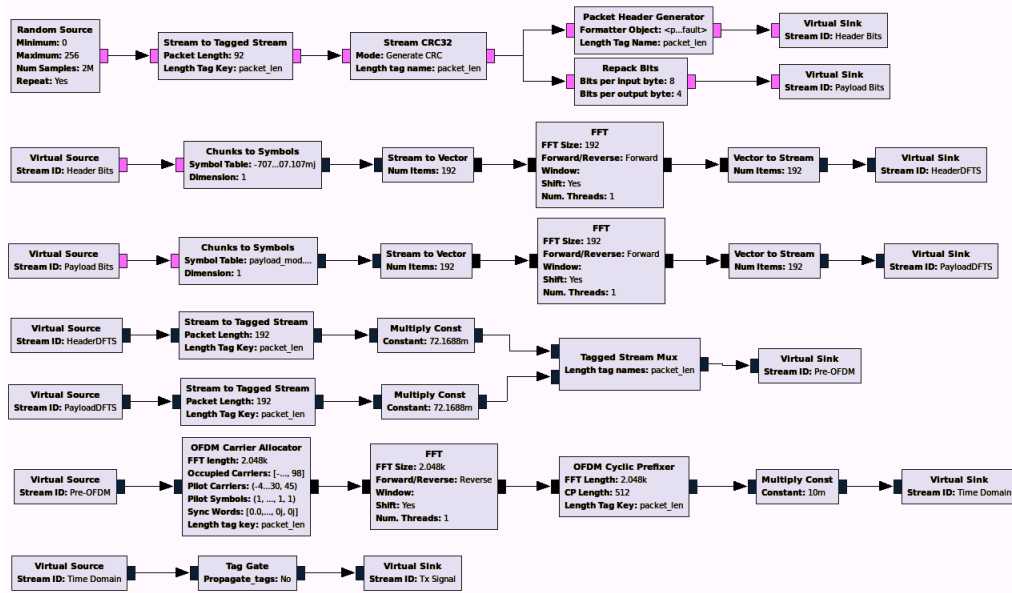 Random Source
Minimum: 0
Maximum: 256
Num Samples: 2M
Repeat: Yes
Stream to Tagged Stream
Packet Length: 92
Length Tag Key: packet_len
Stream CRC32
Mode: Generate CRC
Length tag name: packet_len
Packet Header Generator
Formatter Object: <p...fault>
Length Tag Name: packet_len
Virtual Sink
Stream ID: Header Bits
Repack Bits
Bits per input byte: 8
Bits per output byte: 4
Virtual Sink
Stream ID: Payload Bits
Virtual Source
Stream ID: Header Bits
Chunks to Symbols
Symbol Table: -707...07.107mj
Dimension: 1
Stream to Vector
Num Items: 192
FFT
FFT Size: 192
Forward/Reverse: Forward
Window:
Shift: Yes
Num. Threads: 1
Vector to Stream
Num Items: 192
Virtual Sink
Stream ID: HeaderDFTS
Virtual Source
Stream ID: Payload Bits
Chunks to Symbols
Symbol Table: payload_mod....
Dimension: 1
Stream to Vector
Num Items: 192
FFT
FFT Size: 192
Forward/Reverse: Forward
Window:
Shift: Yes
Num. Threads: 1
Vector to Stream
Num Items: 192
Virtual Sink
Stream ID: PayloadDFTS
Virtual Source
Stream ID: HeaderDFTS
Stream to Tagged Stream
Packet Length: 192
Length Tag Key: packet_len
Multiply Const
Constant: 72.1688m
Tagged Stream Mux
Length tag names: packet_len
Virtual Sink
Stream ID: Pre-OFDM
Virtual Source
Stream ID: PayloadDFTS
Stream to Tagged Stream
Packet Length: 192
Length Tag Key: packet_len
Multiply Const
Constant: 72.1688m
Virtual Source
Stream ID: Pre-OFDM
OFDM Carrier Allocator
FFT length: 2.048k
Occupied Carriers: [-..., 98]
Pilot Carriers: (-4...30, 45)
Pilot Symbols: (1, ..., 1, 1)
Sync Words: [0.0,..., 0j, 0j]
Length tag key: packet_len
FFT
FFT Size: 2.048k
Forward/Reverse: Reverse
Window:
Shift: Yes
Num. Threads: 1
OFDM Cyclic Prefixer
FFT Length: 2.048k
CP Length: 512
Length Tag Key: packet_len
Multiply Const
Constant: 10m
Virtual Sink
Stream ID: Time Domain
Virtual Source
Stream ID: Time Domain
Tag Gate
Propagate_tags: No
Virtual Sink
Stream ID: Tx Signal